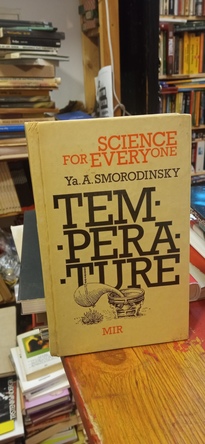 SCIENCE
FOR EVERYONE
Ya. A. SMORODINSKY
TEM·
·PERA·
·TURE
MIR